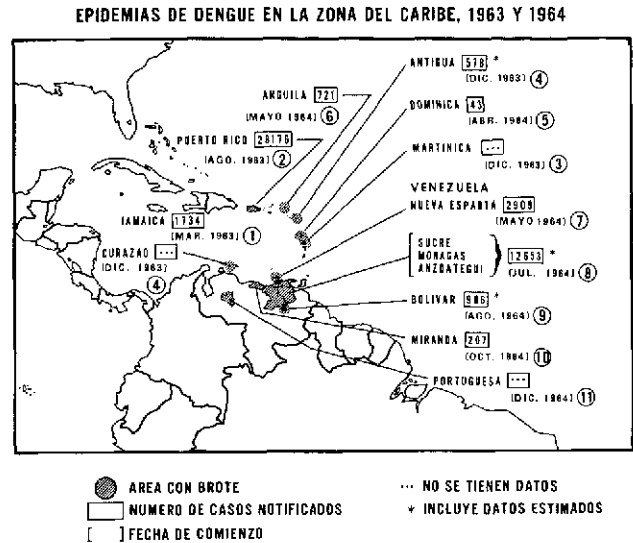 EPIDEMIAS DE DENGUE EN LA ZONA DEL CARIBE, 1963 Y 1964
ANTIGUA 578 *
(DIC. 1963) 4
ANGUILA 721
(MAYO 1964) 6
DOMINICA 43
(ABR. 1964) 5
PUERTO RICO 28176
(AGO. 1963) 2
MARTINICA ...
(DIC. 1963) 3
VENEZUELA
NUEVA ESPARTA 2909
(MAYO 1964) 7
JAMAICA 1734
(MAR. 1963) 1
CURAZAO ...
(DIC. 1963)
4
SUCRE
MONAGAS
ANZOATEGUI
12653 *
(JUL. 1964) 8
BOLIVAR 986 *
(AGO. 1964) 9
MIRANDA 207
(OCT. 1964) 10
PORTUGUESA ...
(DIC. 1964) 11
AREA CON BROTE
... NO SE TIENEN DATOS
NUMERO DE CASOS NOTIFICADOS
* INCLUYE DATOS ESTIMADOS
[ ] FECHA DE COMIENZO